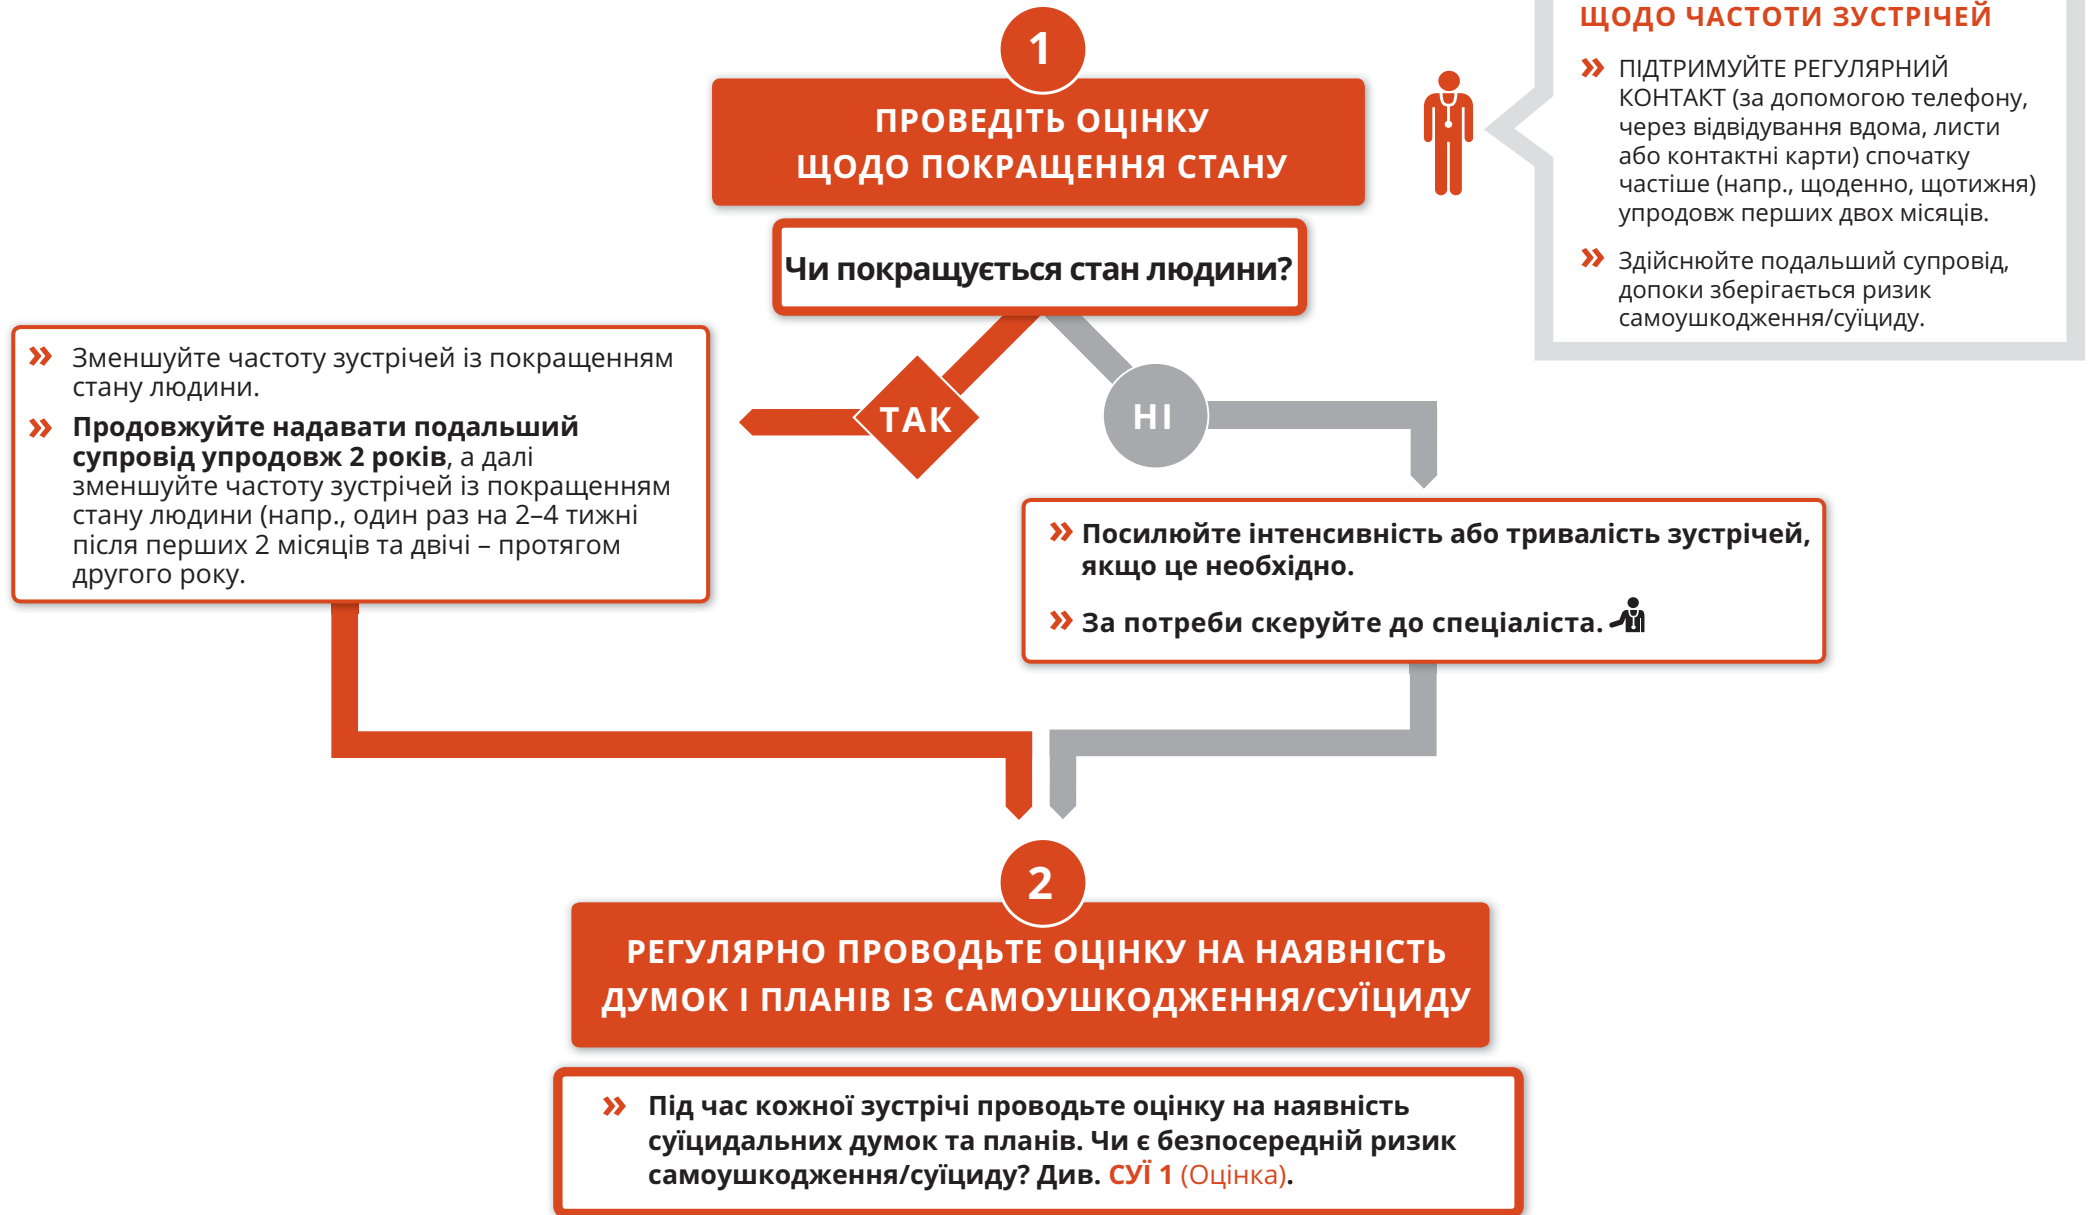 1
ПРОВЕДІТЬ ОЦІНКУ
ЩОДО ПОКРАЩЕННЯ СТАНУ
ЩОДО ЧАСТОТИ ЗУСТРІЧЕЙ
» ПІДТРИМУЙТЕ РЕГУЛЯРНИЙ
КОНТАКТ (за допомогою телефону,
через відвідування вдома, листи
або контактні карти) спочатку
частіше (напр., щоденно, щотижня)
упродовж перших двох місяців.
» Здійснюйте подальший супровід,
допоки зберігається ризик
самоушкодження/суїциду.
Чи покращується стан людини?
ТАК
НІ
» Зменшуйте частоту зустрічей із покращенням
стану людини.
» Продовжуйте надавати подальший
супровід упродовж 2 років, а далі
зменшуйте частоту зустрічей із покращенням
стану людини (напр., один раз на 2–4 тижні
після перших 2 місяців та двічі – протягом
другого року.
» Посилюйте інтенсивність або тривалість зустрічей,
якщо це необхідно.
» За потреби скеруйте до спеціаліста.
2
РЕГУЛЯРНО ПРОВОДЬТЕ ОЦІНКУ НА НАЯВНІСТЬ
ДУМОК І ПЛАНІВ ІЗ САМОУШКОДЖЕННЯ/СУЇЦИДУ
» Під час кожної зустрічі проводьте оцінку на наявність
суїцидальних думок та планів. Чи є безпосередній ризик
самоушкодження/суїциду? Див. СУЇ 1 (Оцінка).